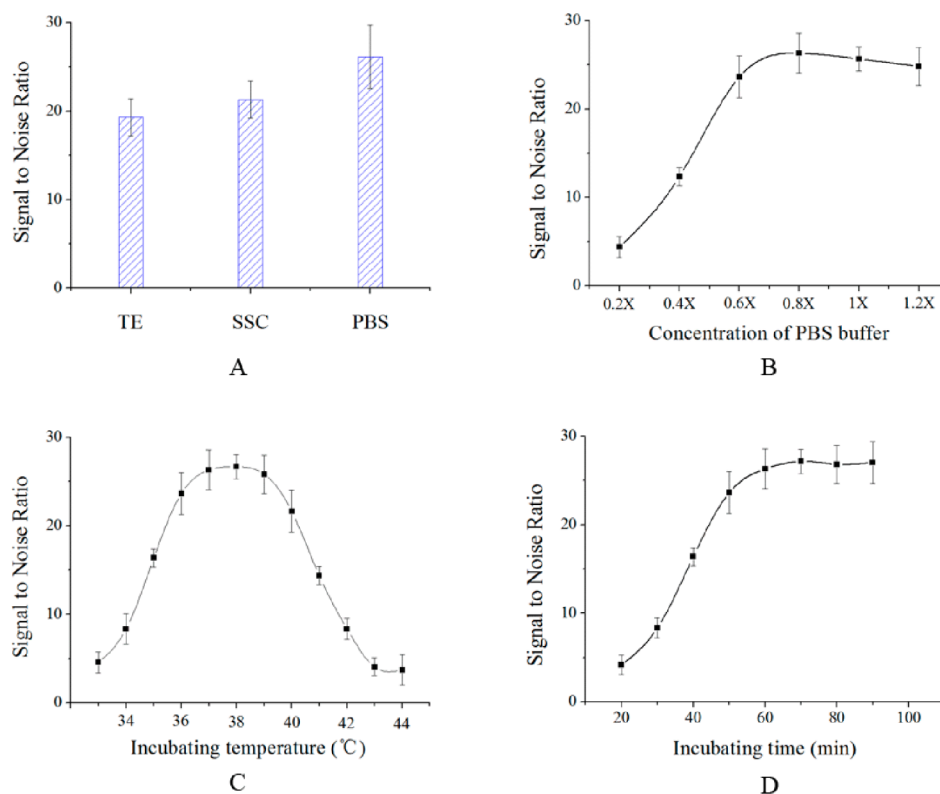 30
20
10
0
Signal to Noise Ratio
TE SSC PBS
A
30
20
10
0
Signal to Noise Ratio
0.2X 0.4X 0.6X 0.8X 1X 1.2X
Concentration of PBS buffer
B
30
20
10
0
Signal to Noise Ratio
34 36 38 40 42 44
Incubating temperature (℃)
C
30
20
10
0
Signal to Noise Ratio
20 40 60 80 100
Incubating time (min)
D